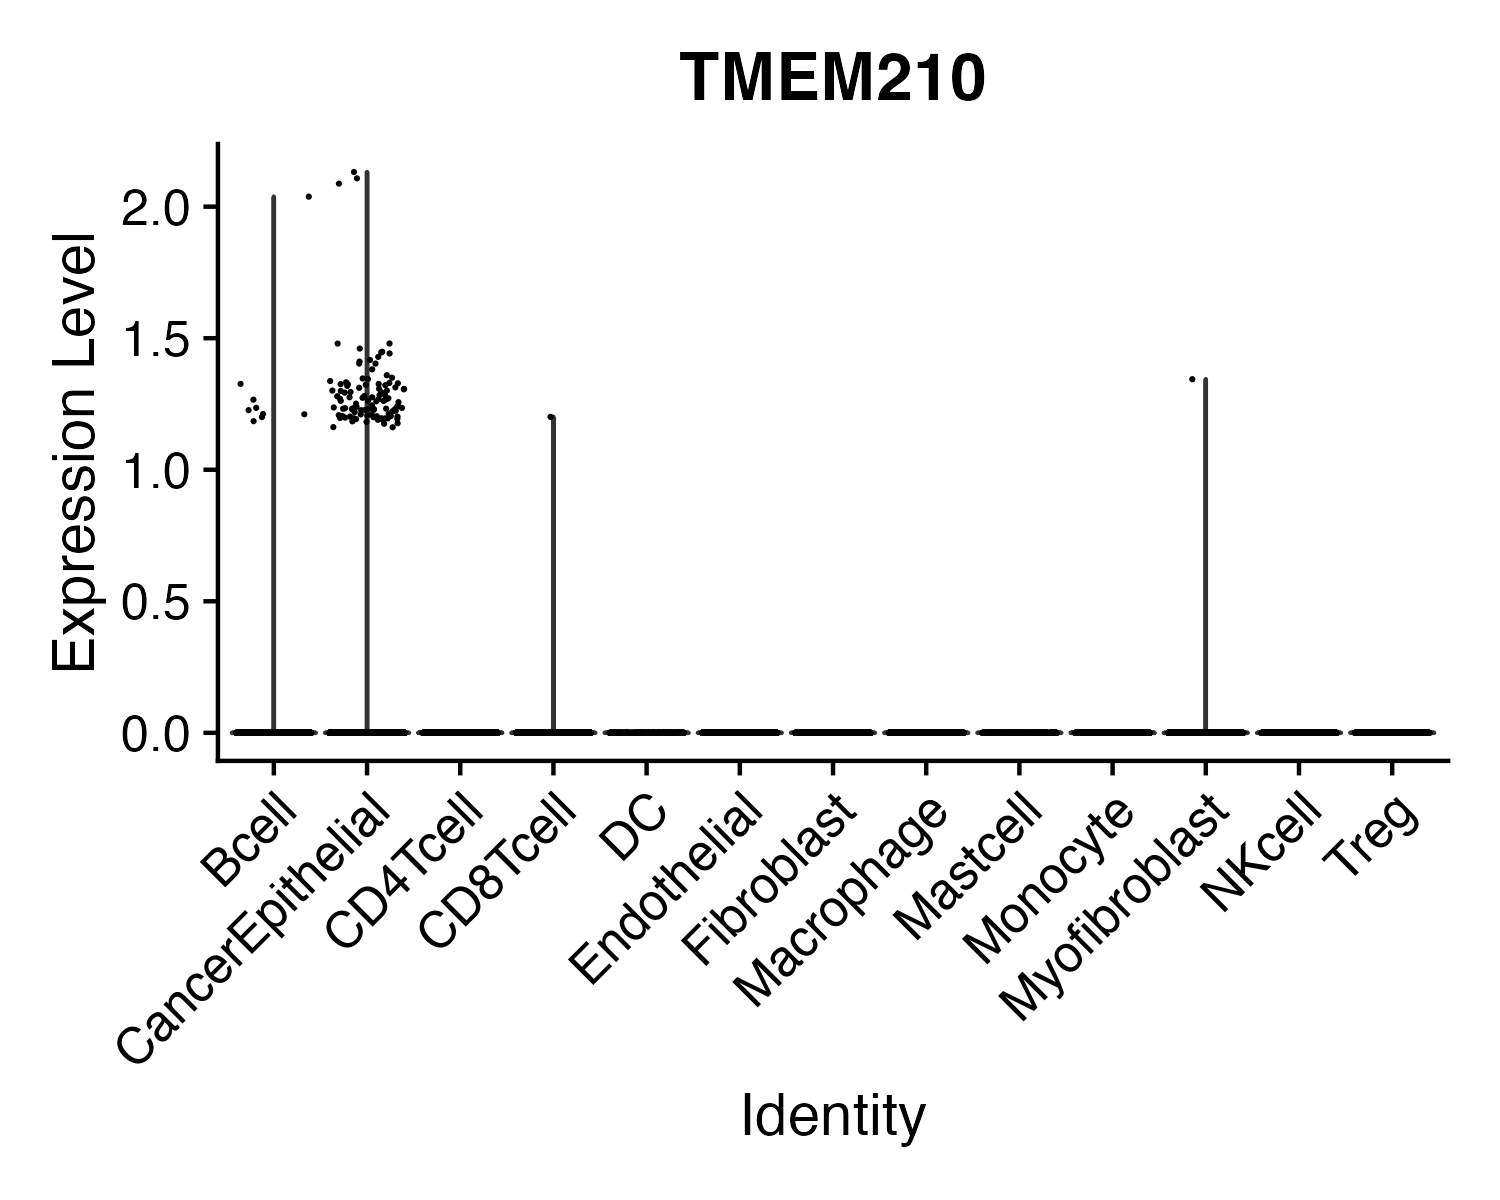 TMEM210
Expression Level
2.0
1.5
1.0
0.5
0.0
Bcell
CancerEpithelial
CD4Tcell
CD8Tcell
DC
Endothelial
Fibroblast
Macrophage
Mastcell
Monocyte
Myofibroblast
NKcell
Treg
Identity